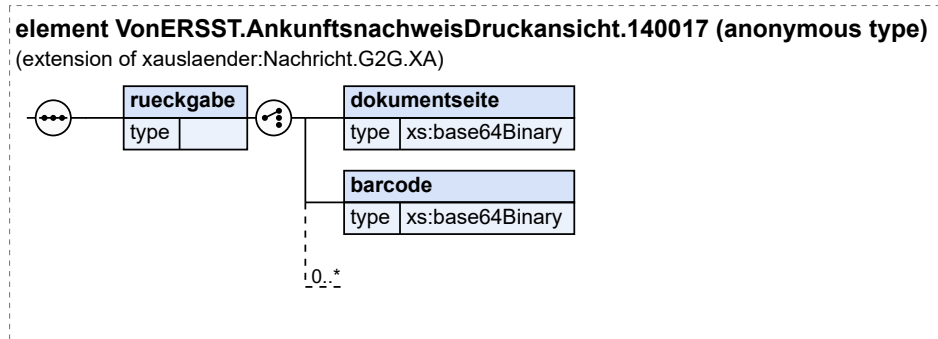 element VonERSST.AnkunftsnachweisDruckansicht.140017 (anonymous type)
(extension of xauslaender:Nachricht.G2G.XA)
rueckgabe
type
dokumentseite
type xs:base64Binary
barcode
type xs:base64Binary
0..*